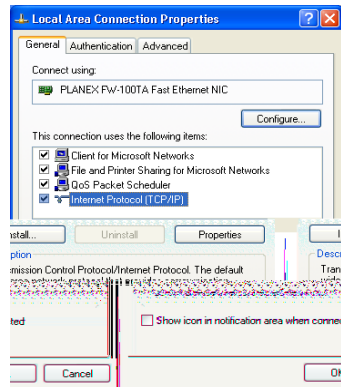 Local Area Connection Properties
General Authentication Advanced
Connect using:
PLANEX FW-100TA Fast Ethernet NIC
Configure...
This connection uses the following items:
Client for Microsoft Networks
File and Printer Sharing for Microsoft Networks
QoS Packet Scheduler
Internet Protocol (TCP/IP)
nstall... Uninstall Properties I
ption Descr
mission Control Protocol/Internet Protocol. The default Tran
ted Show icon in notification area when conne
Cancel OK